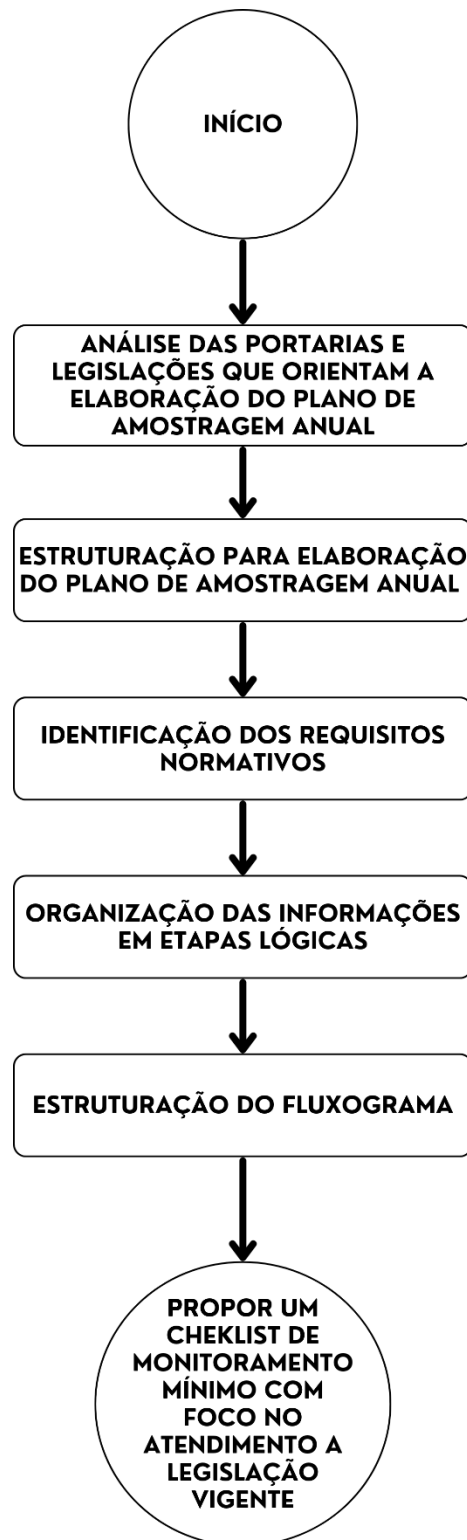 INÍCIO
ANÁLISE DAS PORTARIAS E
LEGISLAÇÕES QUE ORIENTAM A
ELABORAÇÃO DO PLANO DE
AMOSTRAGEM ANUAL
ESTRUTURAÇÃO PARA ELABORAÇÃO
DO PLANO DE AMOSTRAGEM ANUAL
IDENTIFICAÇÃO DOS REQUISITOS
NORMATIVOS
ORGANIZAÇÃO DAS INFORMAÇÕES
EM ETAPAS LÓGICAS
ESTRUTURAÇÃO DO FLUXOGRAMA
PROPOR UM
CHEKLIST DE
MONITORAMENTO
MÍNIMO COM
FOCO NO
ATENDIMENTO A
LEGISLAÇÃO
VIGENTE